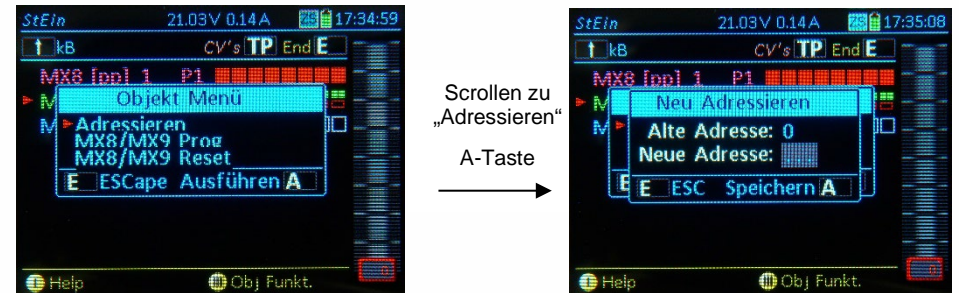 StEin 21.03V 0.14A ZS 17:34:59
↑ kB CV's TP End E
MX8 [pp] 1 P1
M
M
Objekt Menü
Adressieren
MX8/MX9 Prog
MX8/MX9 Reset
E ESCape Ausführen A
Help Obj Funkt.
Scrollen zu
„Adressieren“
A-Taste
StEin 21.03V 0.14A ZS 17:35:08
↑ kB CV's TP End E
MX8 [pp] 1 P1
M
M
Neu Adressieren
Alte Adresse: 0
Neue Adresse:
E
E ESC Speichern A
Help Obj Funkt.